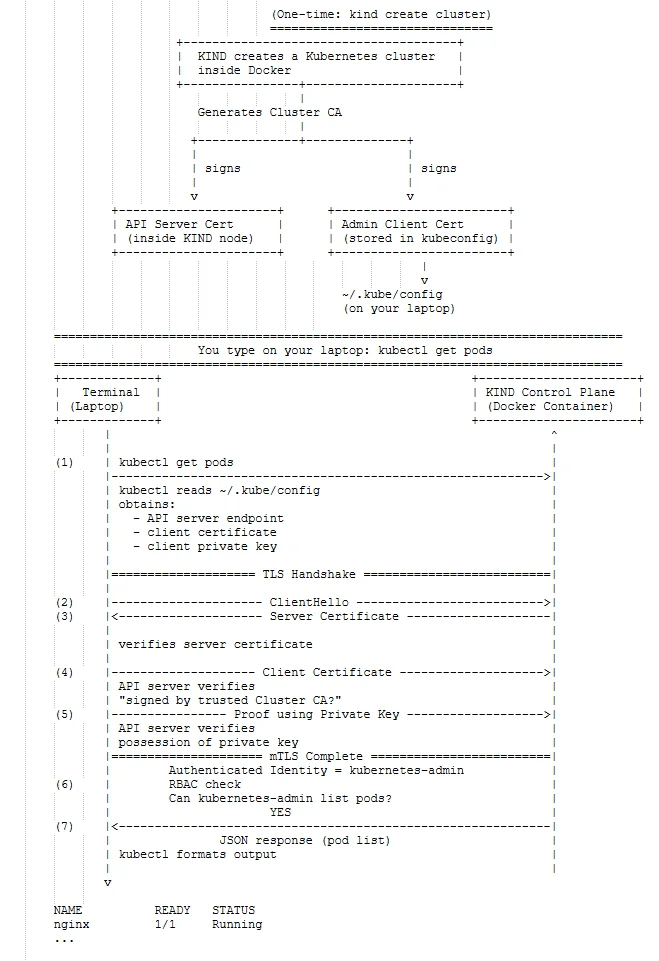 (One-time: kind create cluster)
===============================
+--------------------------------------+
|  KIND creates a Kubernetes cluster   |
|  inside Docker                       |
+----------------+---------------------+
|
Generates Cluster CA
|
+--------------+--------------+
|                             |
| signs                       | signs
|                             |
v                             v
+----------------------+      +------------------------+
| API Server Cert      |      | Admin Client Cert      |
| (inside KIND node)   |      | (stored in kubeconfig) |
+----------------------+      +------------------------+
|
v
~/.kube/config
(on your laptop)
===============================================================================
You type on your laptop: kubectl get pods
===============================================================================
+-------------+                                           +----------------------+
|   Terminal  |                                           | KIND Control Plane   |
| (Laptop)    |                                           | (Docker Container)   |
+-------------+                                           +----------------------+
|                                                             ^
|                                                             |
(1)    | kubectl get pods                                            |
|------------------------------------------------------------>|
| kubectl reads ~/.kube/config                                |
| obtains:                                                    |
|   - API server endpoint                                     |
|   - client certificate                                      |
|   - client private key                                      |
|                                                             |
|==================== TLS Handshake ==========================|
|                                                             |
(2)    |--------------------- ClientHello --------------------------->|
(3)    |<--------------------- Server Certificate ---------------------|
|                                                             |
| verifies server certificate                                 |
|                                                             |
(4)    |-------------------- Client Certificate -------------------->|
| API server verifies                                         |
| "signed by trusted Cluster CA?"                             |
(5)    |---------------- Proof using Private Key ------------------->|
| API server verifies                                         |
| possession of private key                                   |
|===================== mTLS Complete =========================|
|        Authenticated Identity = kubernetes-admin            |
(6)    |        RBAC check                                           |
|        Can kubernetes-admin list pods?                      |
|                      YES                                    |
(7)    |<------------------------------------------------------------|
|               JSON response (pod list)                      |
| kubectl formats output                                      |
|                                                             |
v
NAME          READY   STATUS
nginx         1/1     Running
...